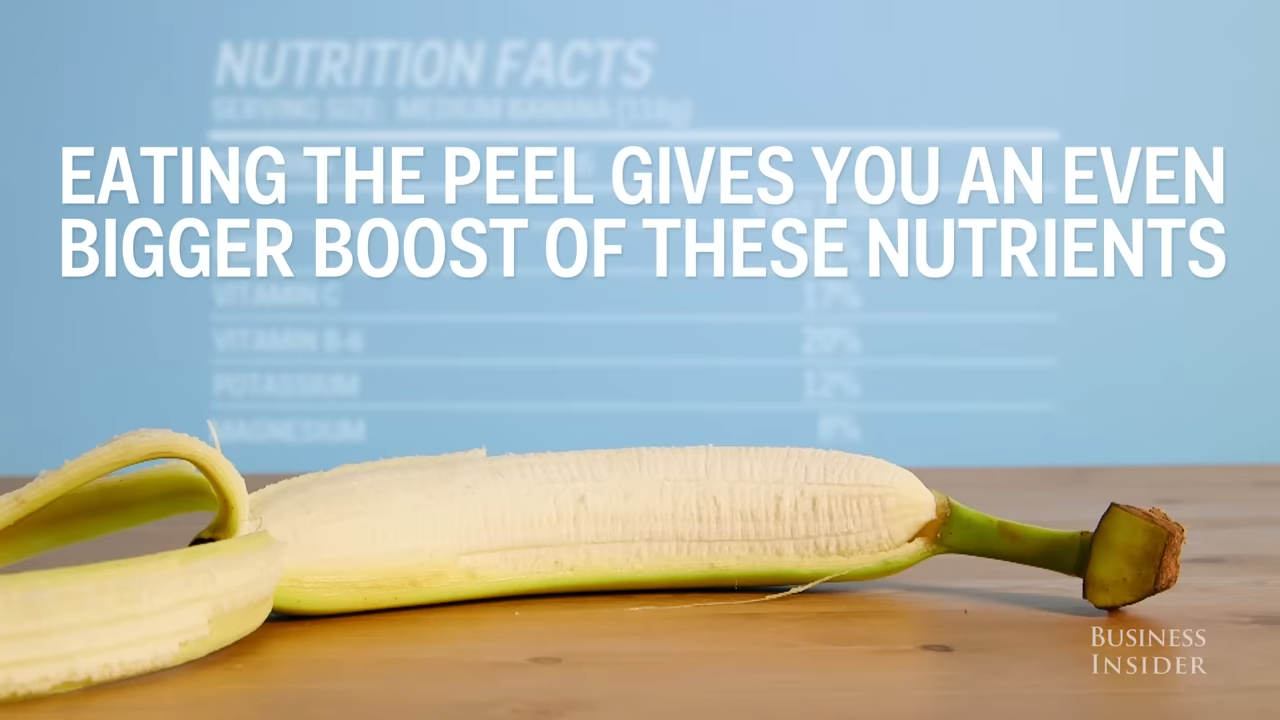 NUTRITION FACTS
SERVING SIZE: MEDIUM BANANA (118g)
EATING THE PEEL GIVES YOU AN EVEN
BIGGER BOOST OF THESE NUTRIENTS
VITAMIN C 17%
VITAMIN B-6 20%
POTASSIUM 12%
MAGNESIUM 8%
BUSINESS
INSIDER